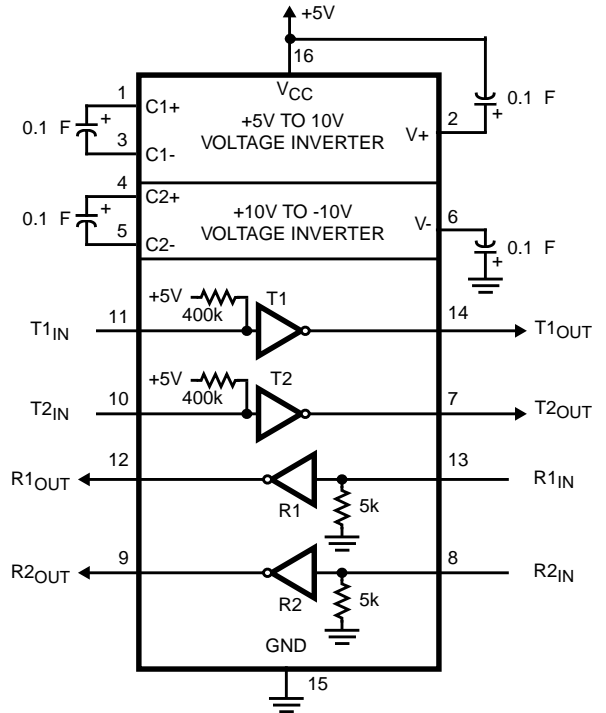 +5V
16
VCC
1
C1+
+
0.1 F
3
C1-
+5V TO 10V
VOLTAGE INVERTER
2
V+
0.1 F
+
4
C2+
+
0.1 F
5
C2-
+10V TO -10V
VOLTAGE INVERTER
V-
6
0.1 F
+
+5V
400k
T1
T1IN
11
14
T1OUT
+5V
400k
T2
T2IN
10
7
T2OUT
R1OUT
12
13
R1IN
R1
5k
R2OUT
9
8
R2IN
R2
5k
GND
15